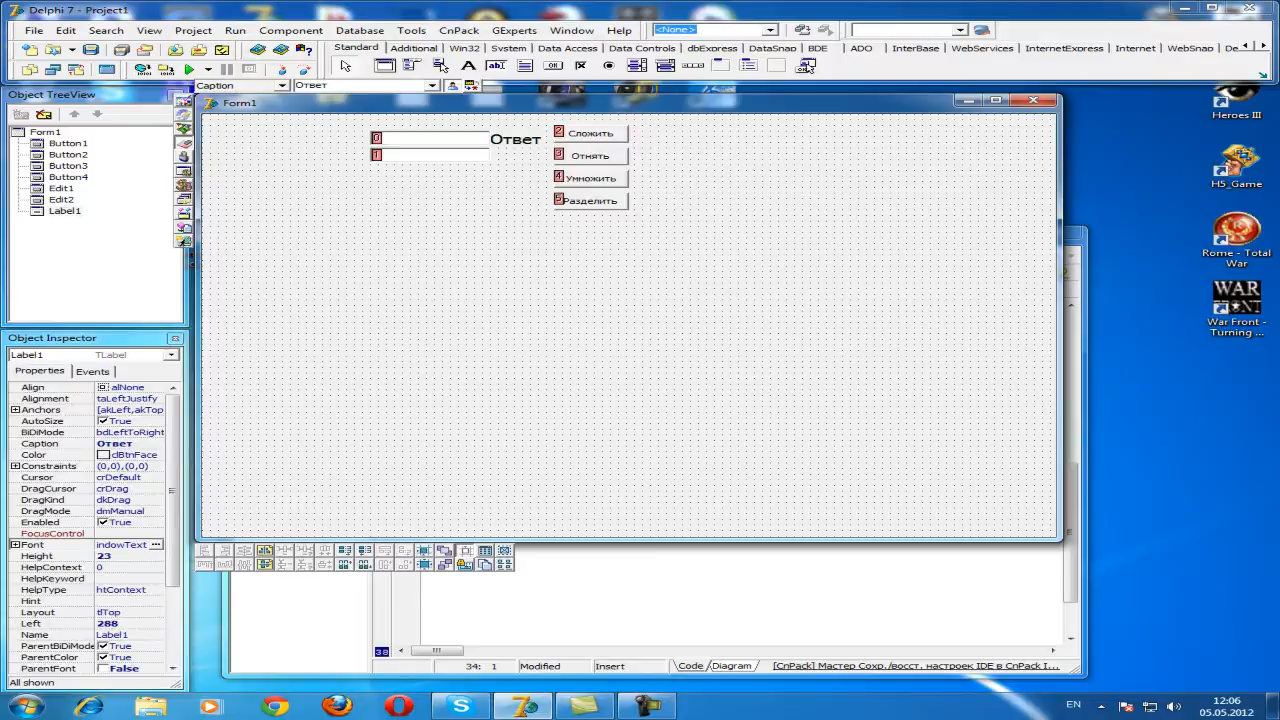 Delphi 7 - Project1
File Edit Search View Project Run Component Database Tools CnPack GExperts Window Help <None>
Standard Additional Win32 System Data Access Data Controls dbExpress DataSnap BDE ADO InterBase WebServices InternetExpress Internet WebSnap De
Caption Ответ
Object TreeView
Form1
Button1
Button2
Button3
Button4
Edit1
Edit2
Label1
Form1
0
1
Ответ
2 Сложить
3 Отнять
4 Умножить
5 Разделить
Heroes III
H5_Game
Rome - Total
War
WAR
FRONT
War Front -
Turning ...
Object Inspector
Label1 TLabel
Properties Events
Align alNone
Alignment taLeftJustify
Anchors [akLeft,akTop
AutoSize True
BiDiMode bdLeftToRight
Caption Ответ
Color clBtnFace
Constraints (0,0),(0,0)
Cursor crDefault
DragCursor crDrag
DragKind dkDrag
DragMode dmManual
Enabled True
FocusControl
Font indowText ...
Height 23
HelpContext 0
HelpKeyword
HelpType htContext
Hint
Layout tlTop
Left 288
Name Label1
ParentBiDiMode True
ParentColor True
ParentFont False
All shown
38
34: 1 Modified Insert Code Diagram [CnPack] Мастер Сохр./восст. настроек IDE в CnPack I...
EN
12:06
05.05.2012